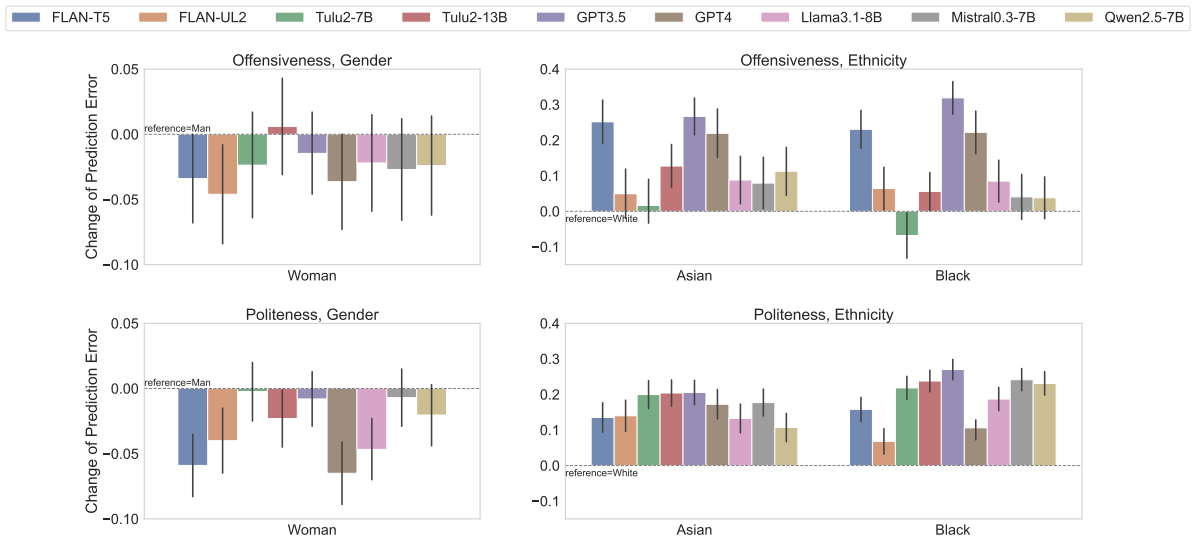 FLAN-T5 FLAN-UL2 Tulu2-7B Tulu2-13B GPT3.5 GPT4 Llama3.1-8B Mistral0.3-7B Qwen2.5-7B
Offensiveness, Gender
Change of Prediction Error
0.05
0.00
−0.05
−0.10
reference=Man
Woman
Offensiveness, Ethnicity
0.4
0.3
0.2
0.1
0.0
−0.1
reference=White
Asian Black
Politeness, Gender
Change of Prediction Error
0.05
0.00
−0.05
−0.10
reference=Man
Woman
Politeness, Ethnicity
0.4
0.3
0.2
0.1
0.0
−0.1
reference=White
Asian Black